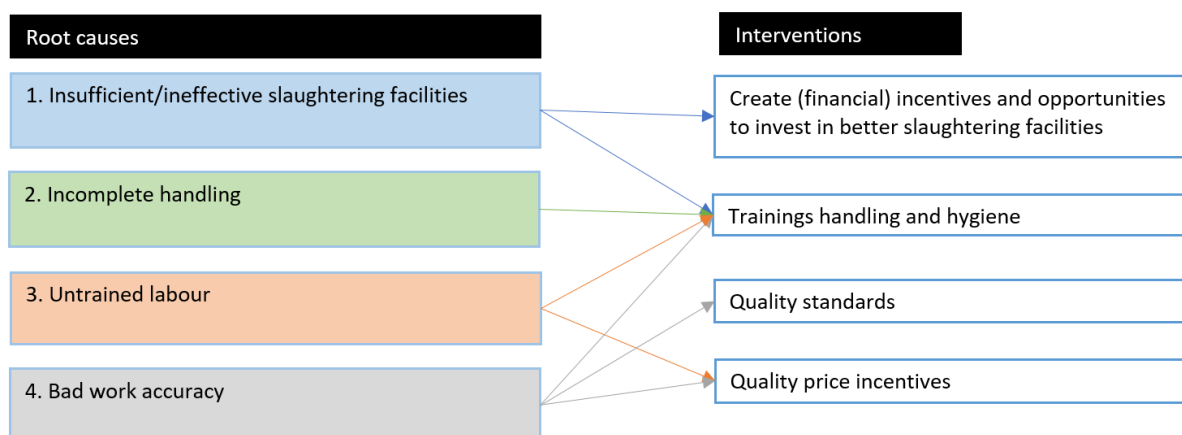 Root causes
Interventions
1. Insufficient/ineffective slaughtering facilities
Create (financial) incentives and opportunities
to invest in better slaughtering facilities
2. Incomplete handling
Trainings handling and hygiene
3. Untrained labour
Quality standards
4. Bad work accuracy
Quality price incentives